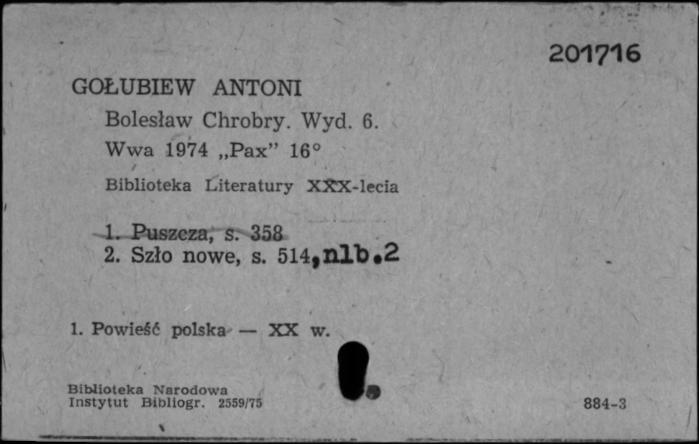 201716
GOŁUBIEW ANTONI
Bolesław Chrobry. Wyd. 6.
Wwa 1974 „Pax” 16°
Biblioteka Literatury XXX-lecia
1. Puszcza, s. 358
2. Szło nowe, s. 514, nlb. 2
1. Powieść polska — XX w.
Biblioteka Narodowa
Instytut Bibliogr. 2559/75
884-3